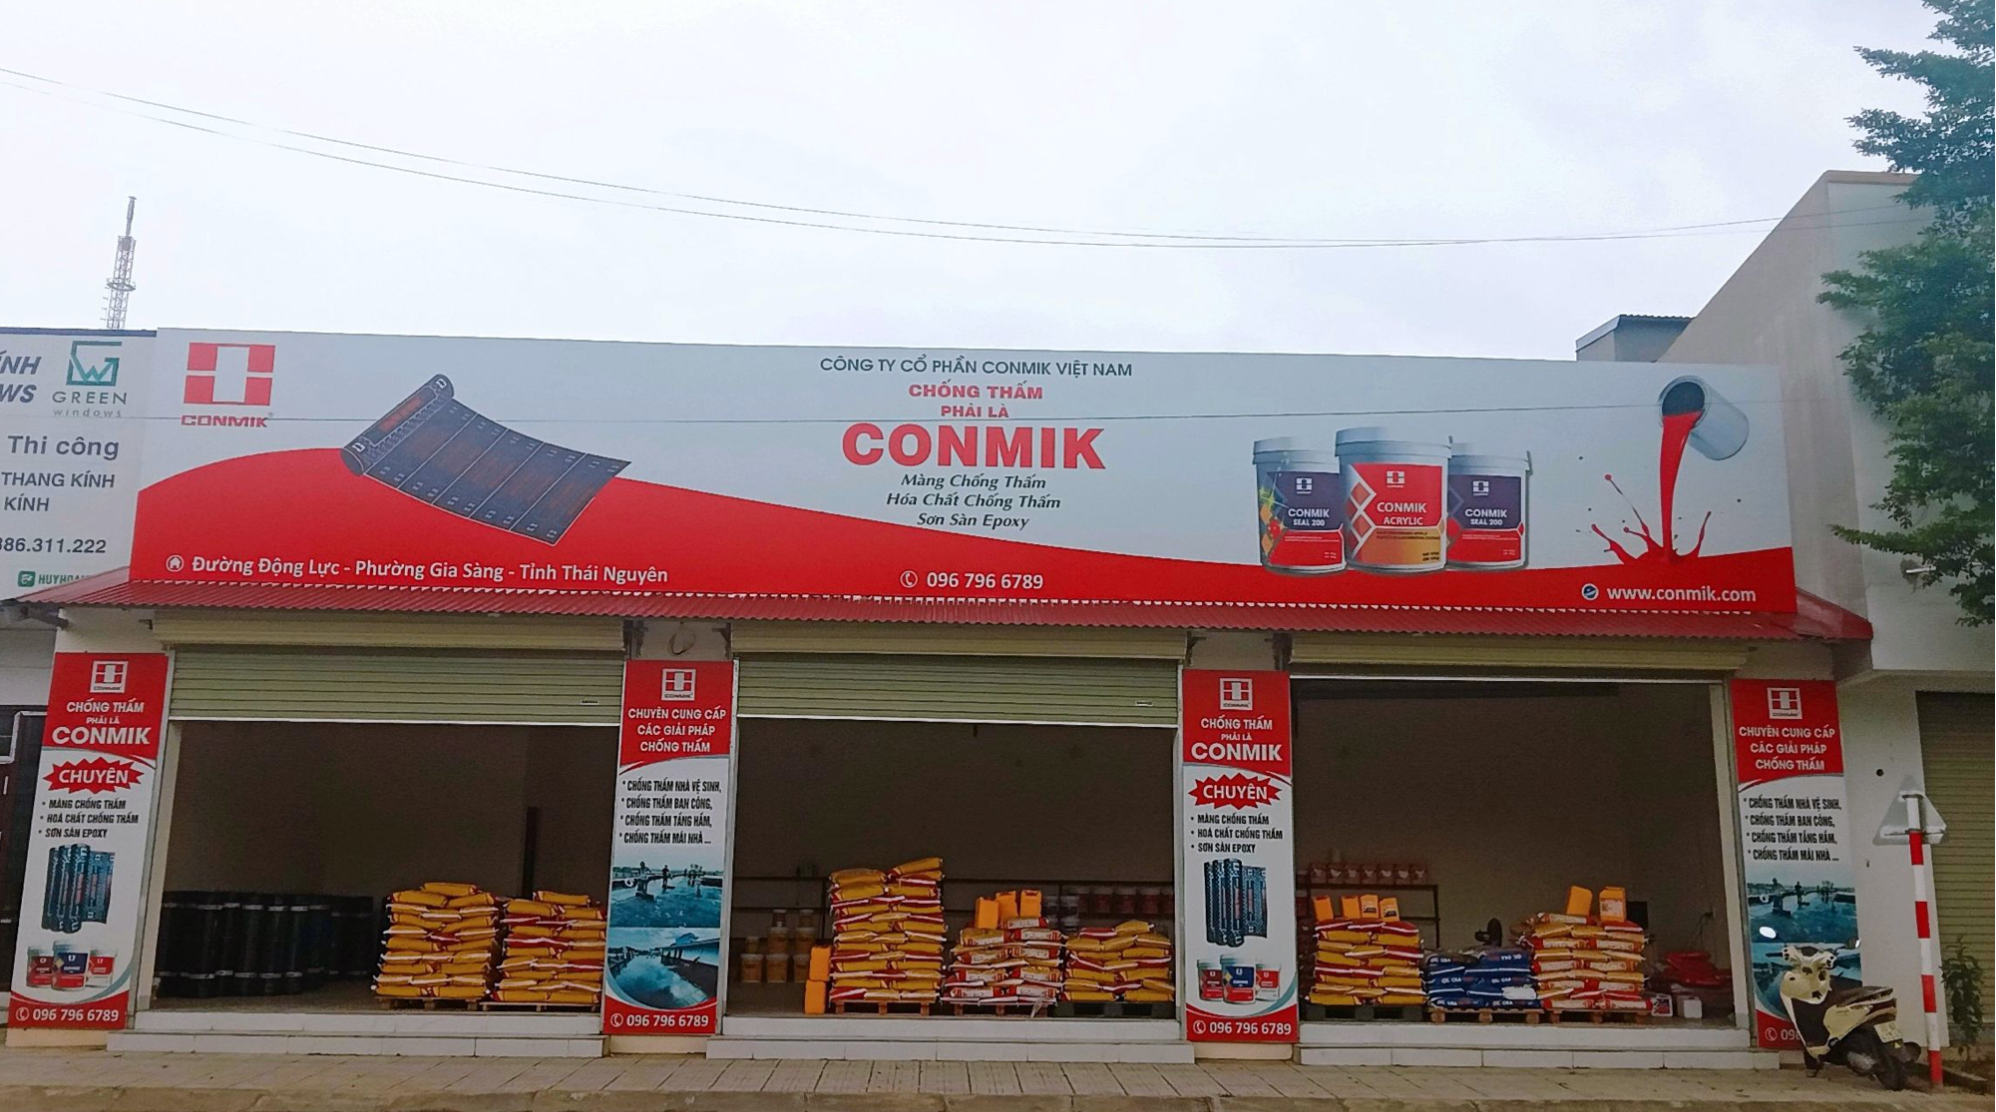 ÍNH
WS
GREEN
windows
Thi công
THANG KÍNH
KÍNH
386.311.222
CONMIK
CÔNG TY CỔ PHẦN CONMIK VIỆT NAM
CHỐNG THẤM
PHẢI LÀ
CONMIK
Màng Chống Thấm
Hóa Chất Chống Thấm
Sơn Sàn Epoxy
CONMIK
SEAL 200
CONMIK
ACRYLIC
CONMIK
SEAL 200
Đường Động Lực - Phường Gia Sàng - Tỉnh Thái Nguyên
096 796 6789
www.conmik.com
CONMIK
CHỐNG THẤM
PHẢI LÀ
CONMIK
CHUYÊN
• MÀNG CHỐNG THẤM
• HOÁ CHẤT CHỐNG THẤM
• SƠN SÀN EPOXY
096 796 6789
CONMIK
CHUYÊN CUNG CẤP
CÁC GIẢI PHÁP
CHỐNG THẤM
* CHỐNG THẤM NHÀ VỆ SINH,
* CHỐNG THẤM BAN CÔNG,
* CHỐNG THẤM TẦNG HẦM,
* CHỐNG THẤM MÁI NHÀ ...
096 796 6789
CONMIK
CHỐNG THẤM
PHẢI LÀ
CONMIK
CHUYÊN
• MÀNG CHỐNG THẤM
• HOÁ CHẤT CHỐNG THẤM
• SƠN SÀN EPOXY
096 796 6789
CONMIK
CHUYÊN CUNG CẤP
CÁC GIẢI PHÁP
CHỐNG THẤM
* CHỐNG THẤM NHÀ VỆ SINH,
* CHỐNG THẤM BAN CÔNG,
* CHỐNG THẤM TẦNG HẦM,
* CHỐNG THẤM MÁI NHÀ ...